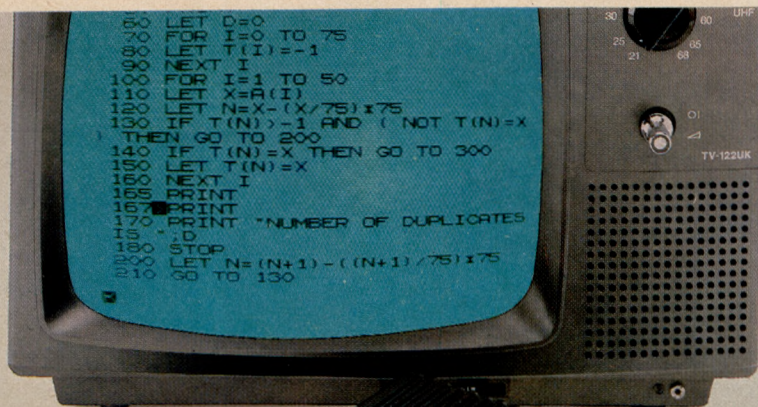 60 LET D=0
70 FOR I=0 TO 75
80 LET T(I)=-1
90 NEXT I
100 FOR I=1 TO 50
110 LET X=A(I)
120 LET N=X-(X/75)*75
130 IF T(N)>-1 AND ( NOT T(N)=X
) THEN GO TO 200
140 IF T(N)=X THEN GO TO 300
150 LET T(N)=X
160 NEXT I
165 PRINT
167 PRINT
170 PRINT "NUMBER OF DUPLICATES
IS ";D
180 STOP
200 LET N=(N+1)-((N+1)/75)*75
210 GO TO 130
30
60
UHF
25
65
21
68
TV-122UK